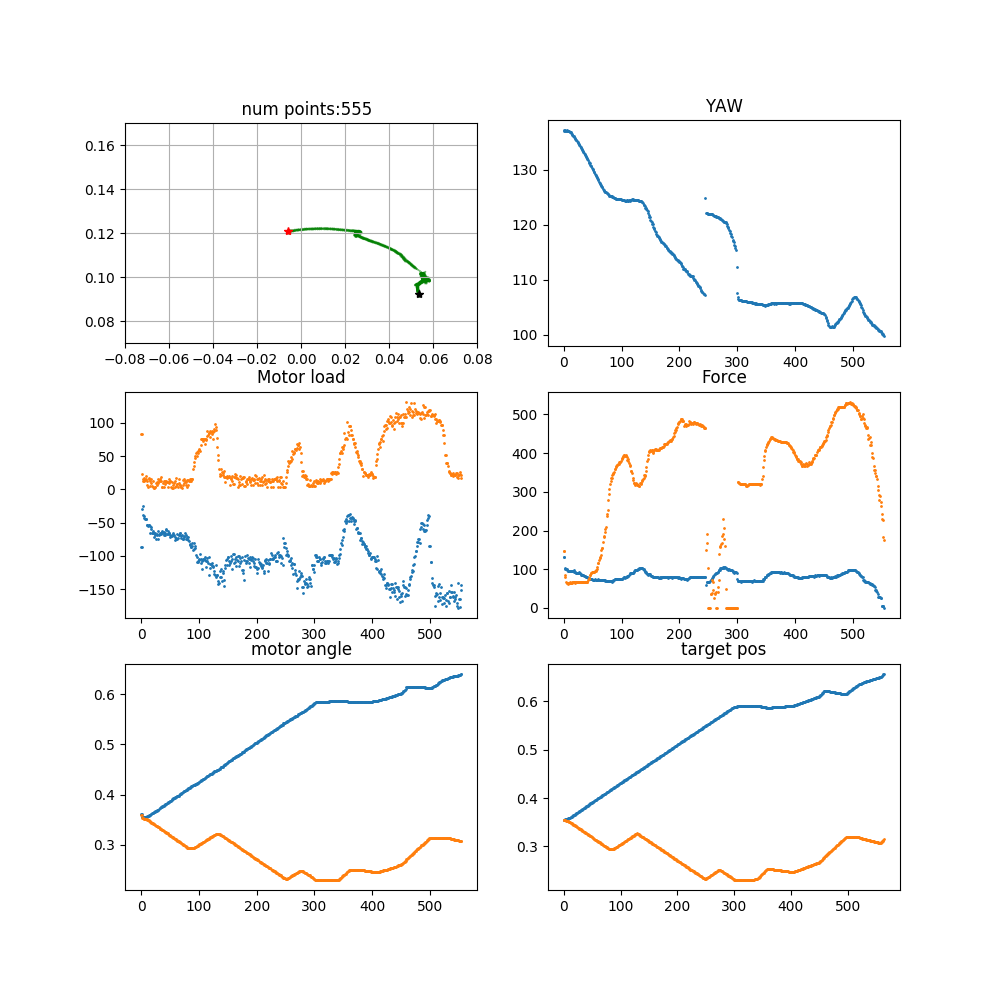 num points:555
YAW
0.16
0.14
0.12
0.10
0.08
−0.08 −0.06 −0.04 −0.02 0.00 0.02 0.04 0.06 0.08
130
120
110
100
0 100 200 300 400 500
Motor load
Force
100
50
0
−50
−100
−150
0 100 200 300 400 500
500
400
300
200
100
0
0 100 200 300 400 500
motor angle
target pos
0.6
0.5
0.4
0.3
0 100 200 300 400 500
0.6
0.5
0.4
0.3
0 100 200 300 400 500